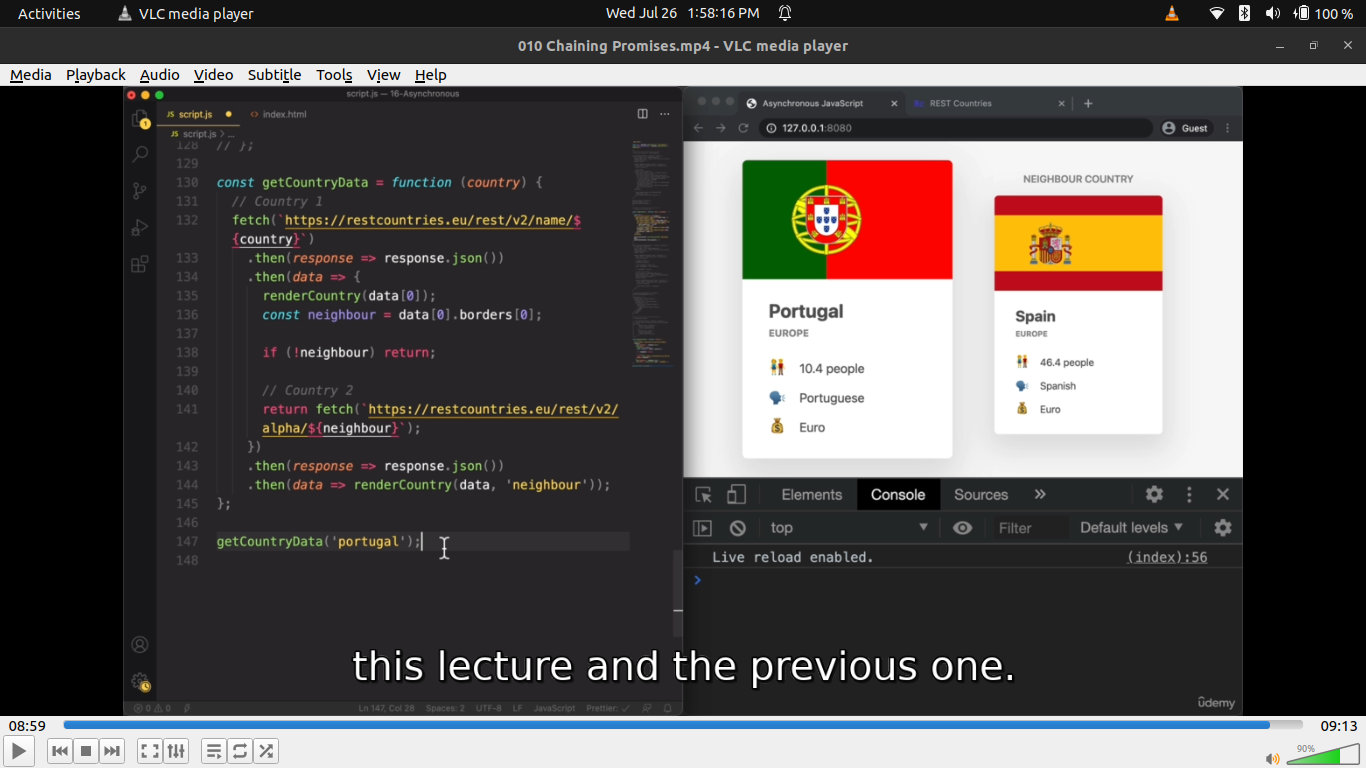 Activities
VLC media player
Wed Jul 26 1:58:16 PM
100 %
010 Chaining Promises.mp4 - VLC media player
Media Playback Audio Video Subtitle Tools View Help
script.js — 16-Asynchronous
JS script.js
<> index.html
JS script.js > ...
128 // };
129
130 const getCountryData = function (country) {
131 // Country 1
132 fetch(`https://restcountries.eu/rest/v2/name/$
{country}`)
133 .then(response => response.json())
134 .then(data => {
135 renderCountry(data[0]);
136 const neighbour = data[0].borders[0];
137
138 if (!neighbour) return;
139
140 // Country 2
141 return fetch(`https://restcountries.eu/rest/v2/
alpha/${neighbour}`);
142 })
143 .then(response => response.json())
144 .then(data => renderCountry(data, 'neighbour'));
145 };
146
147 getCountryData('portugal');
148
1
0 0
Ln 147, Col 28 Spaces: 2 UTF-8 LF JavaScript Prettier: ✓
Asynchronous JavaScript
REST Countries
127.0.0.1:8080
Guest
Portugal
EUROPE
10.4 people
Portuguese
Euro
NEIGHBOUR COUNTRY
Spain
EUROPE
46.4 people
Spanish
Euro
Elements Console Sources »
top
Filter
Default levels
Live reload enabled.
(index):56
this lecture and the previous one.
ûdemy
08:59
09:13
90%